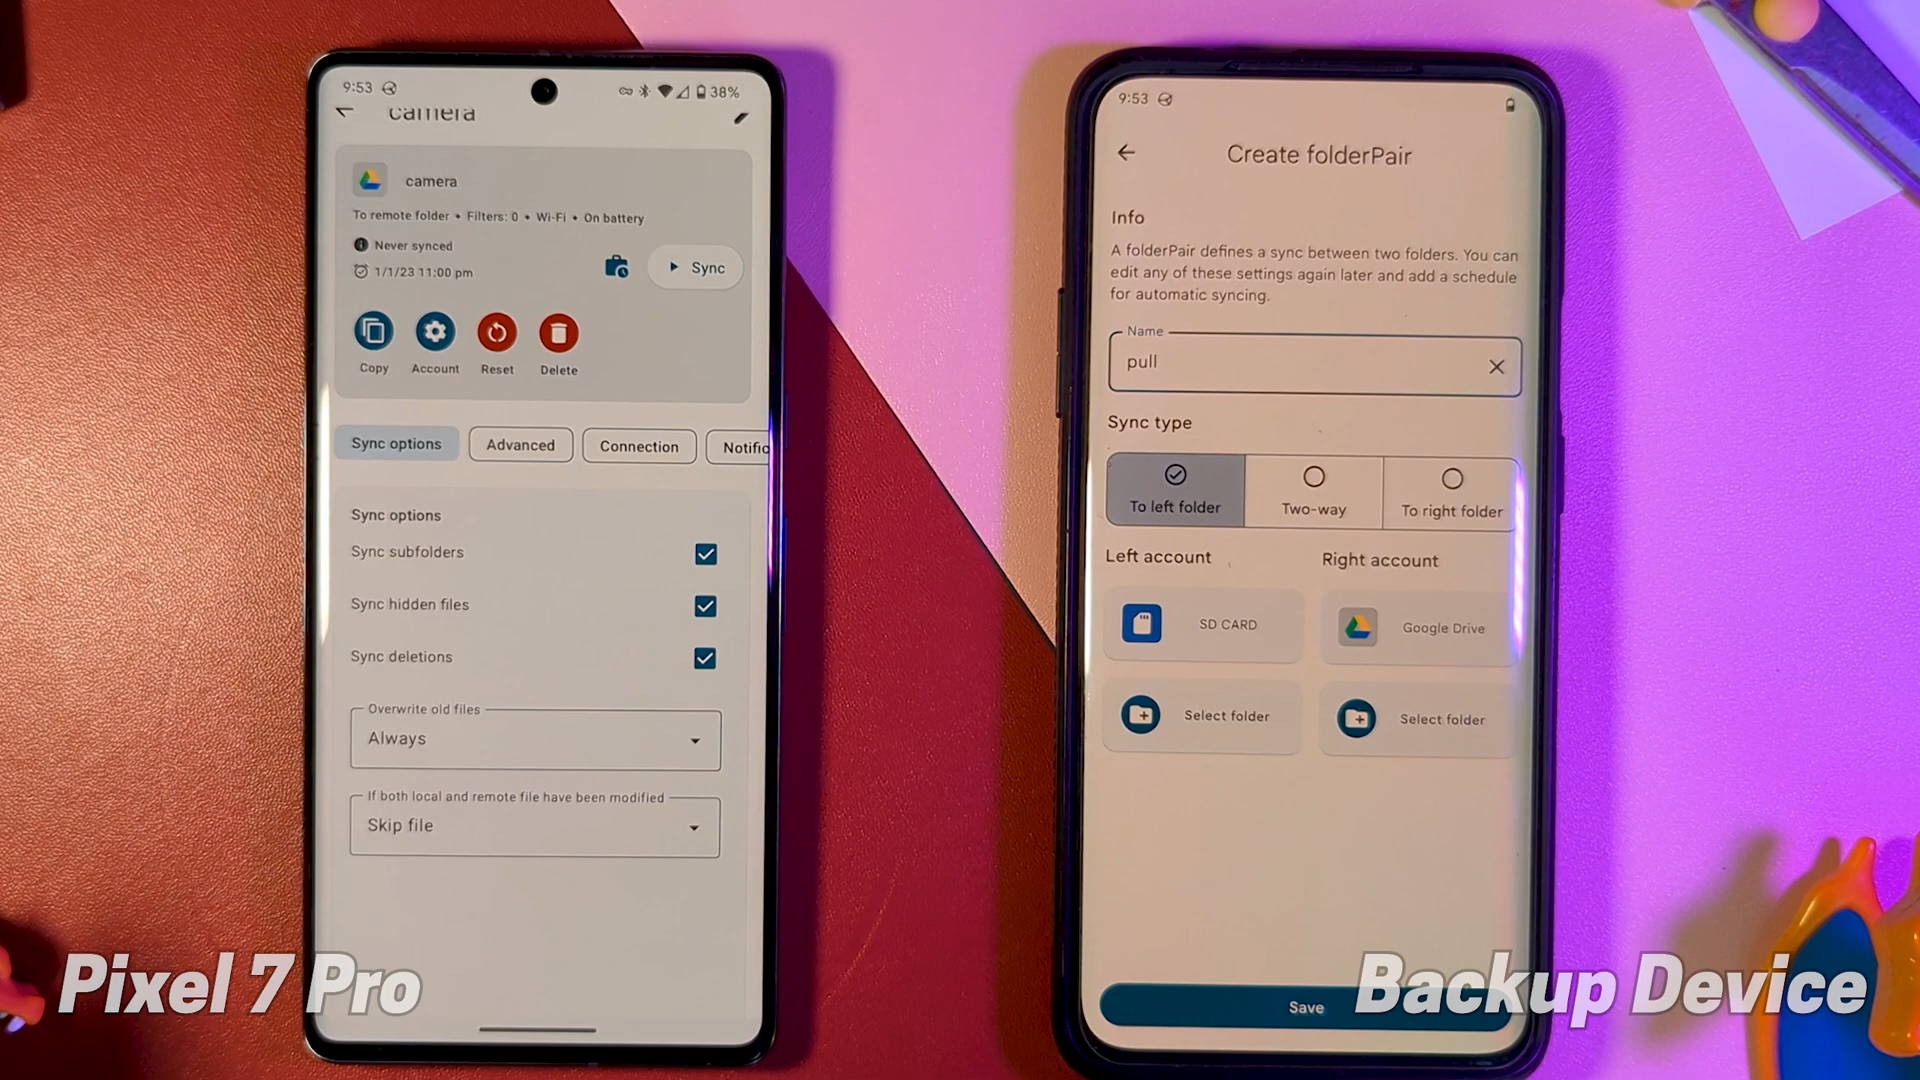 9:53
38%
camera
camera
To remote folder • Filters: 0 • Wi-Fi • On battery
Never synced
1/1/23 11:00 pm
Sync
Copy
Account
Reset
Delete
Sync options
Advanced
Connection
Notific
Sync options
Sync subfolders
Sync hidden files
Sync deletions
Overwrite old files
Always
If both local and remote file have been modified
Skip file
Pixel 7 Pro
9:53
Create folderPair
Info
A folderPair defines a sync between two folders. You can
edit any of these settings again later and add a schedule
for automatic syncing.
Name
pull
Sync type
To left folder
Two-way
To right folder
Left account
Right account
SD CARD
Google Drive
Select folder
Select folder
Save
Backup Device